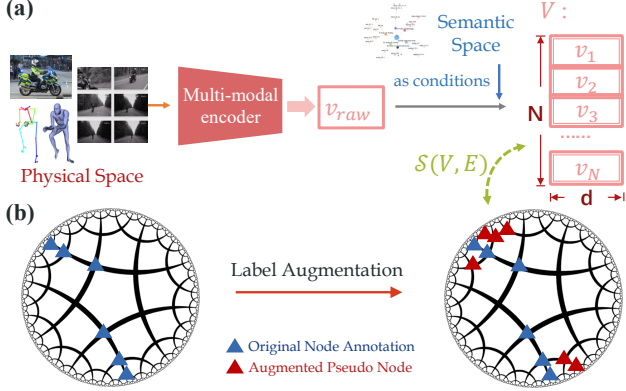 (a)
Physical Space
Multi-modal
encoder
v_raw
Semantic
Space
as conditions
V :
v_1
v_2
v_3
......
v_N
N
d
S(V, E)
(b)
Label Augmentation
Original Node Annotation
Augmented Pseudo Node